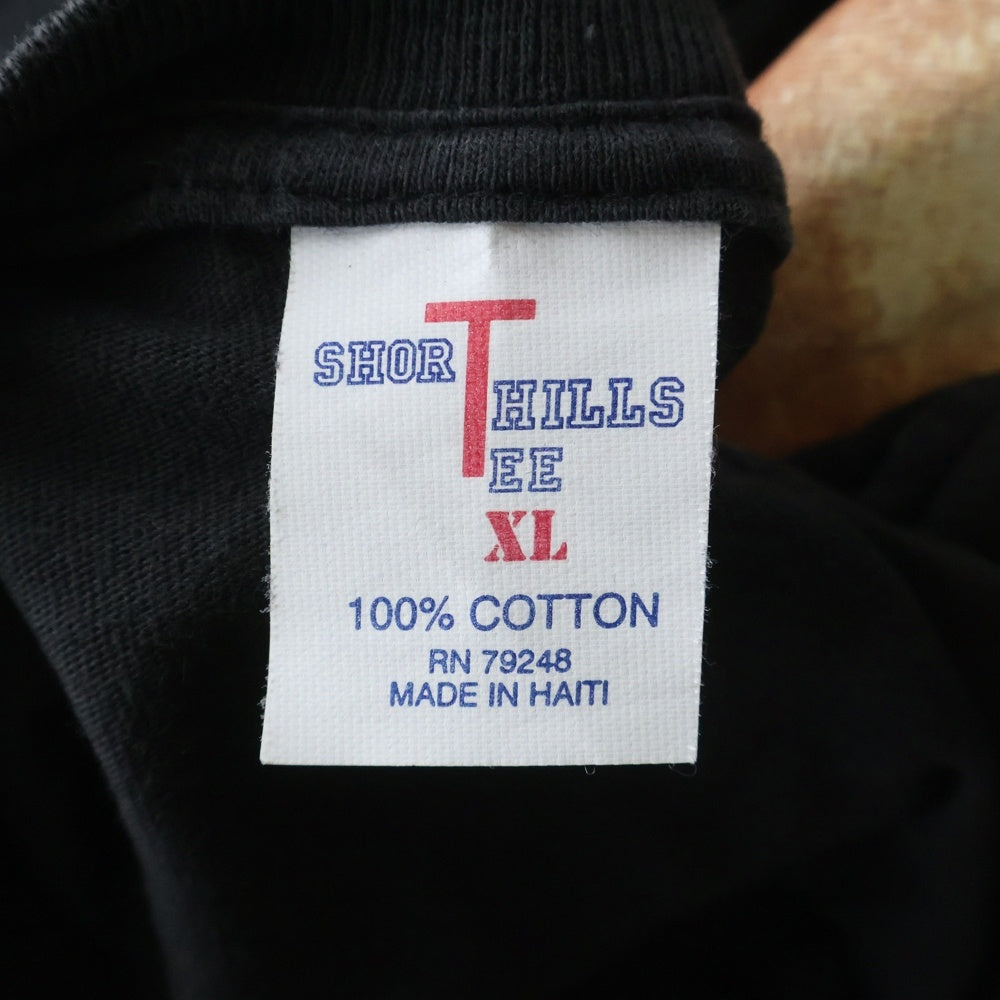 SHORT
HILLS
TEE
XL
100% COTTON
RN 79248
MADE IN HAITI